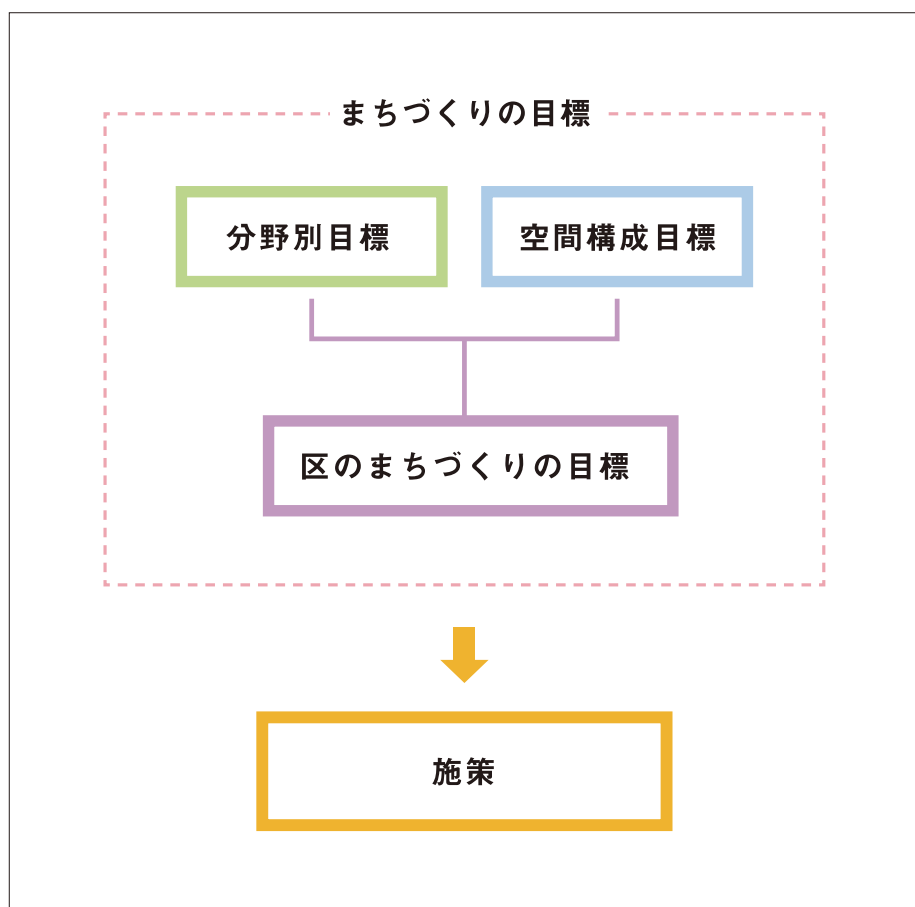 まちづくりの目標
分野別目標
空間構成目標
区のまちづくりの目標
施策